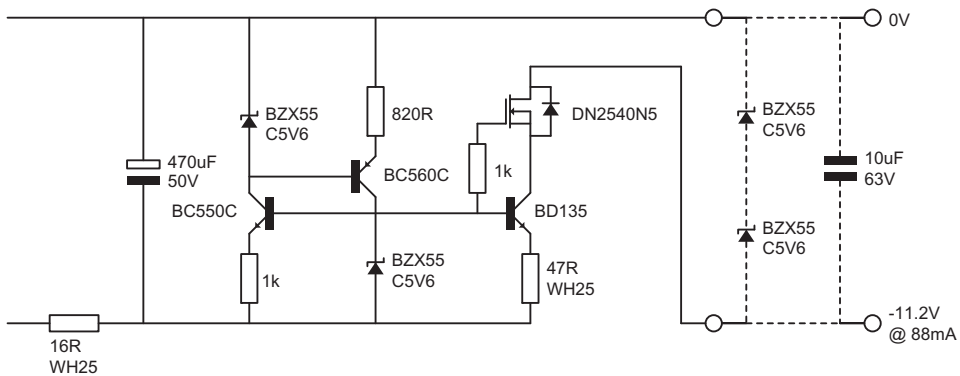 0V
BZX55
C5V6
820R
DN2540N5
BZX55
C5V6
470uF
50V
BC560C
1k
10uF
63V
BC550C
BD135
BZX55
C5V6
1k
BZX55
C5V6
47R
WH25
16R
WH25
-11.2V
@ 88mA